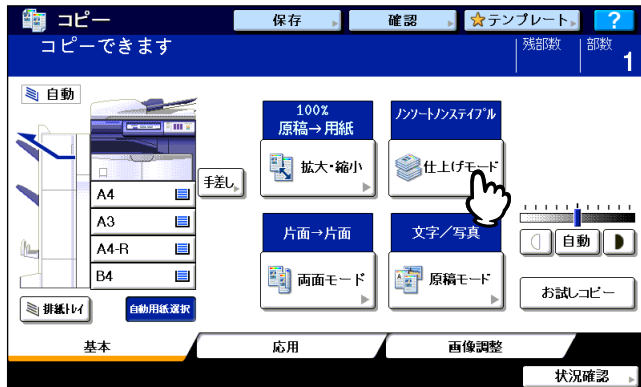 コピー
保存
確認
テンプレート
?
コピーできます
残部数
部数
1
自動
A4
A3
A4-R
B4
手差し
排紙トレイ
自動用紙選択
100%
原稿→用紙
拡大・縮小
ノンソートノンステイプル
仕上げモード
片面→片面
両面モード
文字/写真
原稿モード
自動
お試しコピー
基本
応用
画像調整
状況確認